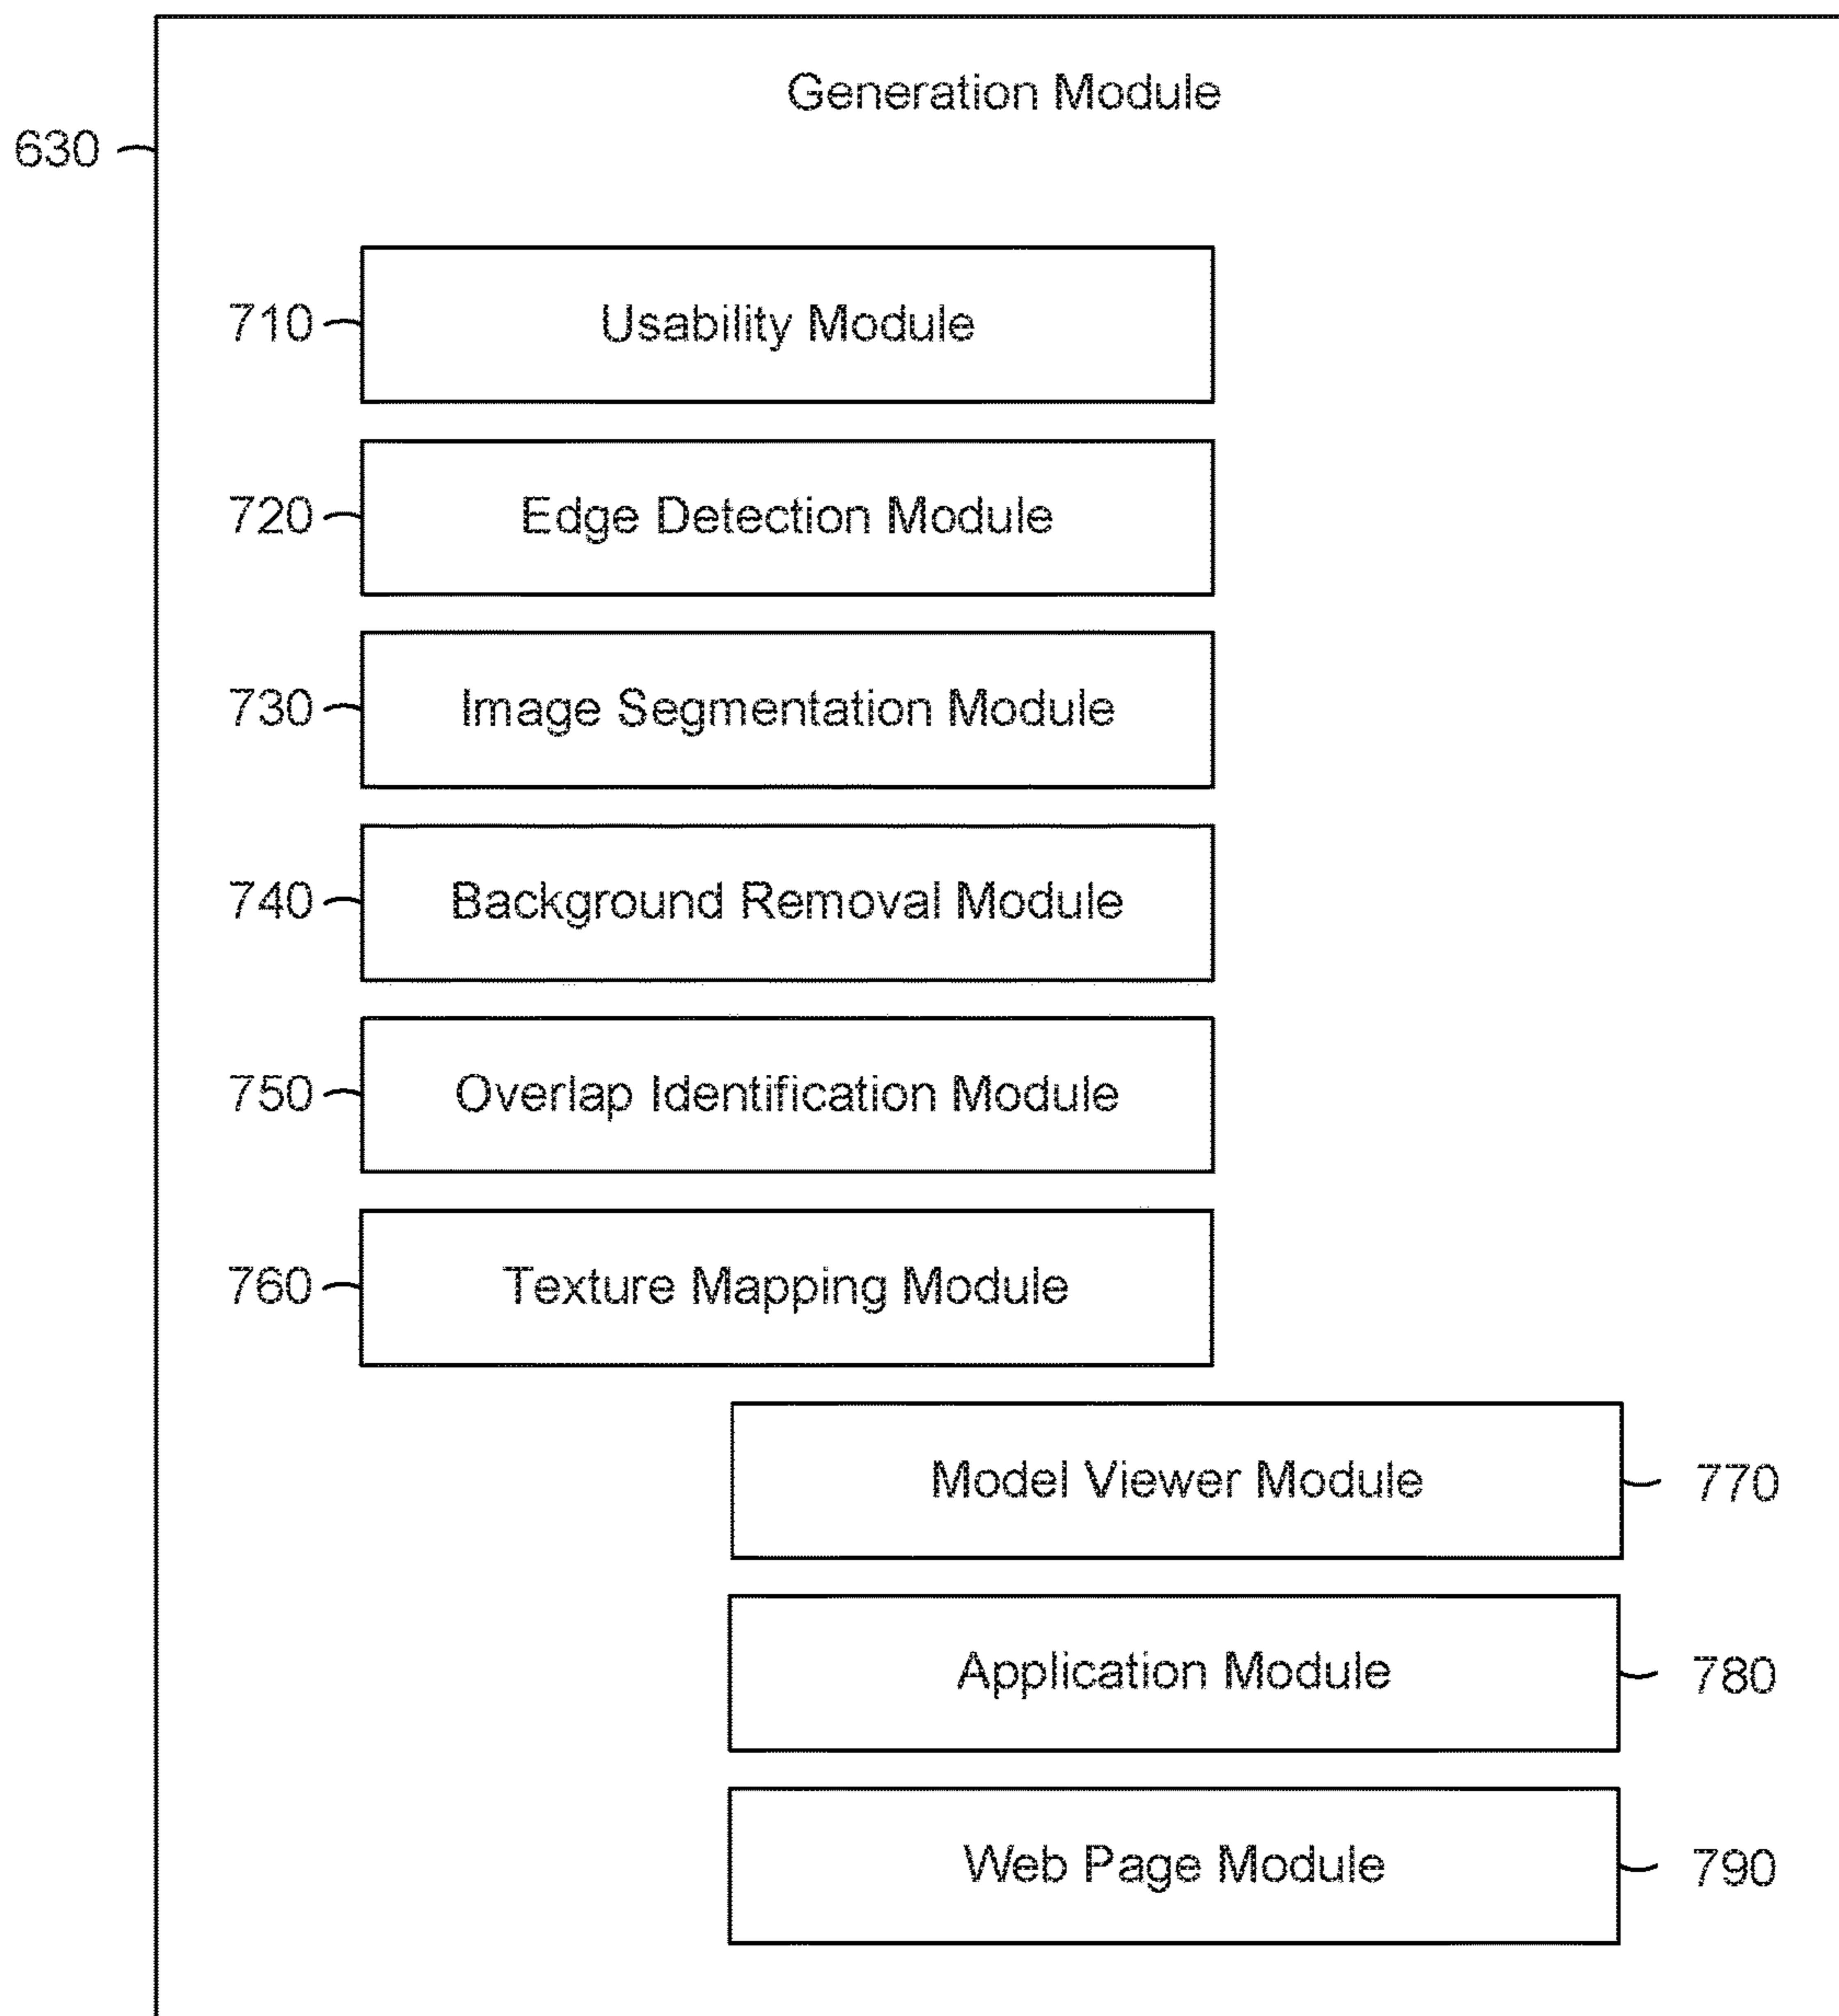 Generation Module
630
710 Usability Module
720 Edge Detection Module
730 Image Segmentation Module
740 Background Removal Module
750 Overlap Identification Module
760 Texture Mapping Module
Model Viewer Module 770
Application Module 780
Web Page Module 790